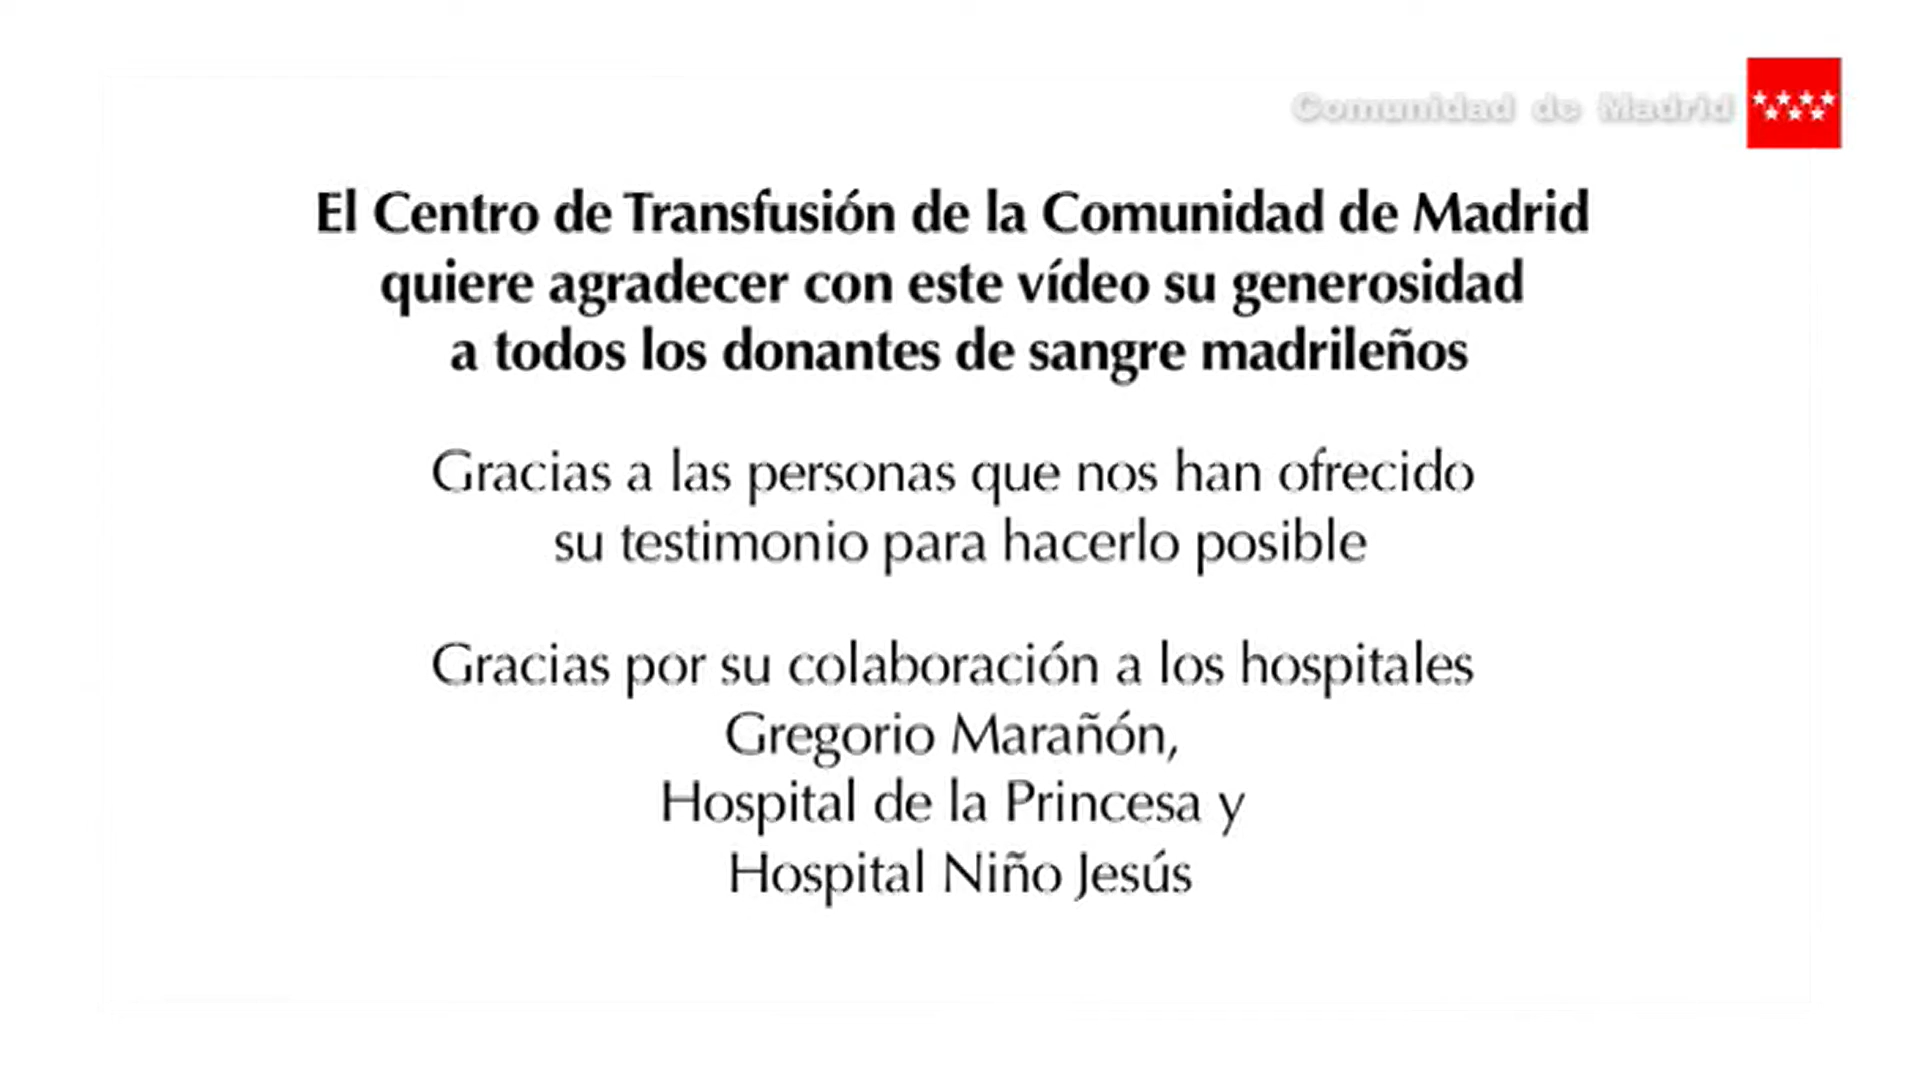 Comunidad de Madrid
El Centro de Transfusión de la Comunidad de Madrid
quiere agradecer con este vídeo su generosidad
a todos los donantes de sangre madrileños
Gracias a las personas que nos han ofrecido
su testimonio para hacerlo posible
Gracias por su colaboración a los hospitales
Gregorio Marañón,
Hospital de la Princesa y
Hospital Niño Jesús